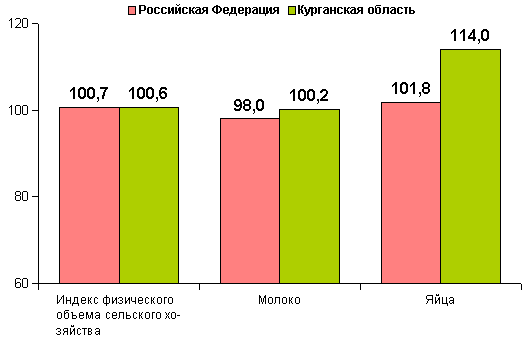 Российская Федерация Курганская область
120
114,0
100,7 100,6
98,0
100,2
101,8
100
80
60
Индекс физического
объема сельского хо-
зяйства
Молоко
Яйца